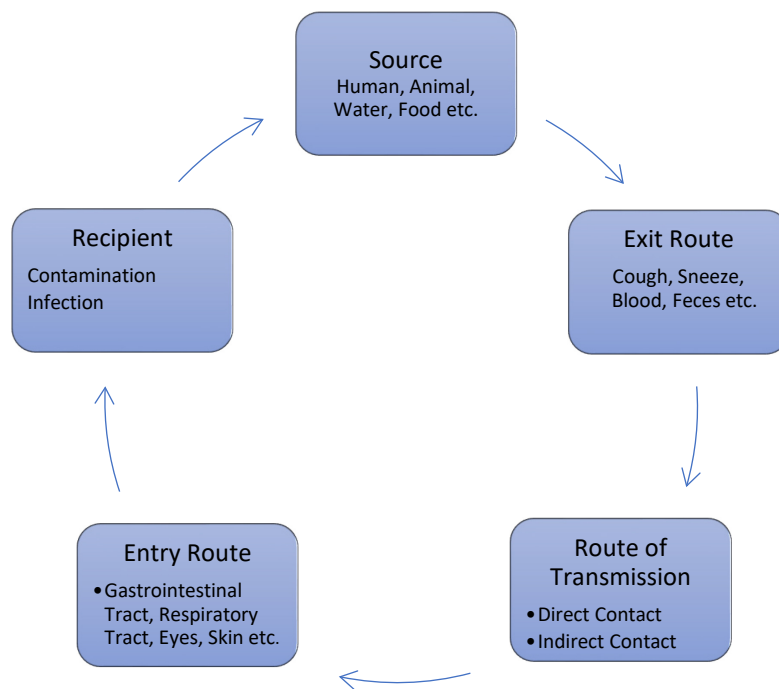 Source
Human, Animal,
Water, Food etc.
Exit Route
Cough, Sneeze,
Blood, Feces etc.
Route of
Transmission
•Direct Contact
•Indirect Contact
Entry Route
•Gastrointestinal
Tract, Respiratory
Tract, Eyes, Skin etc.
Recipient
Contamination
Infection